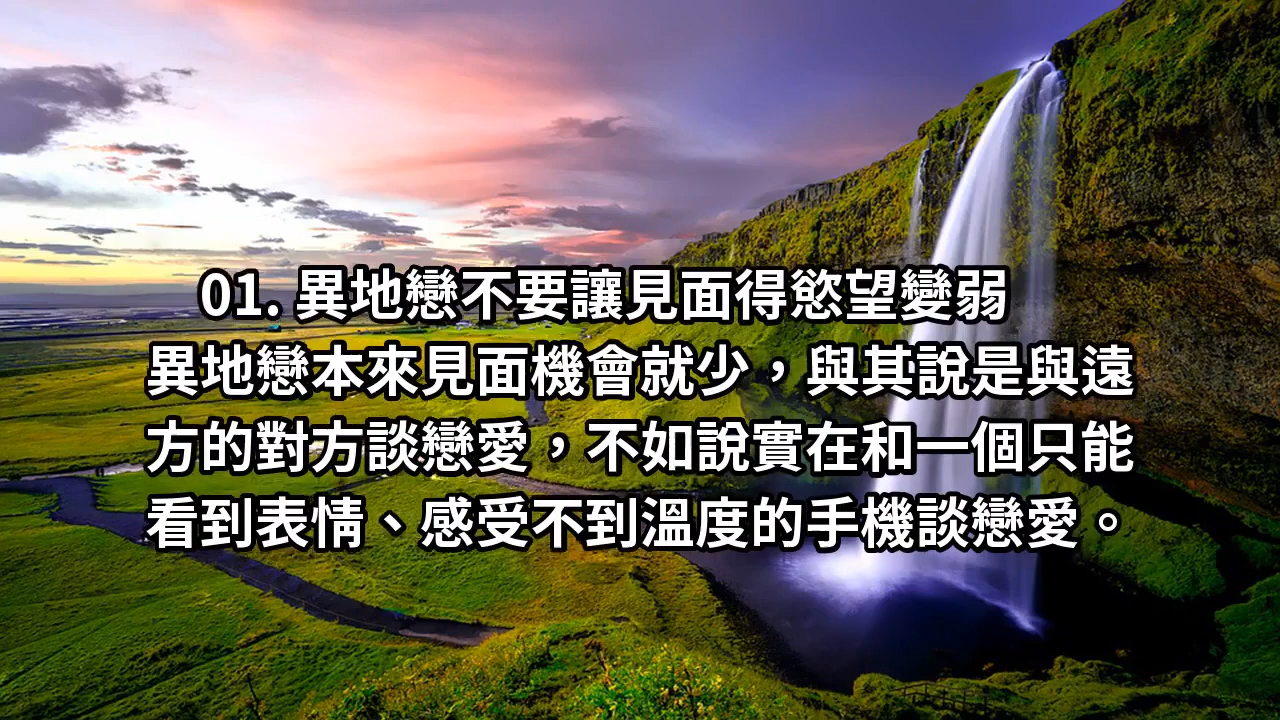 01. 異地戀不要讓見面得慾望變弱
異地戀本來見面機會就少，與其說是與遠
方的對方談戀愛，不如說實在和一個只能
看到表情、感受不到溫度的手機談戀愛。